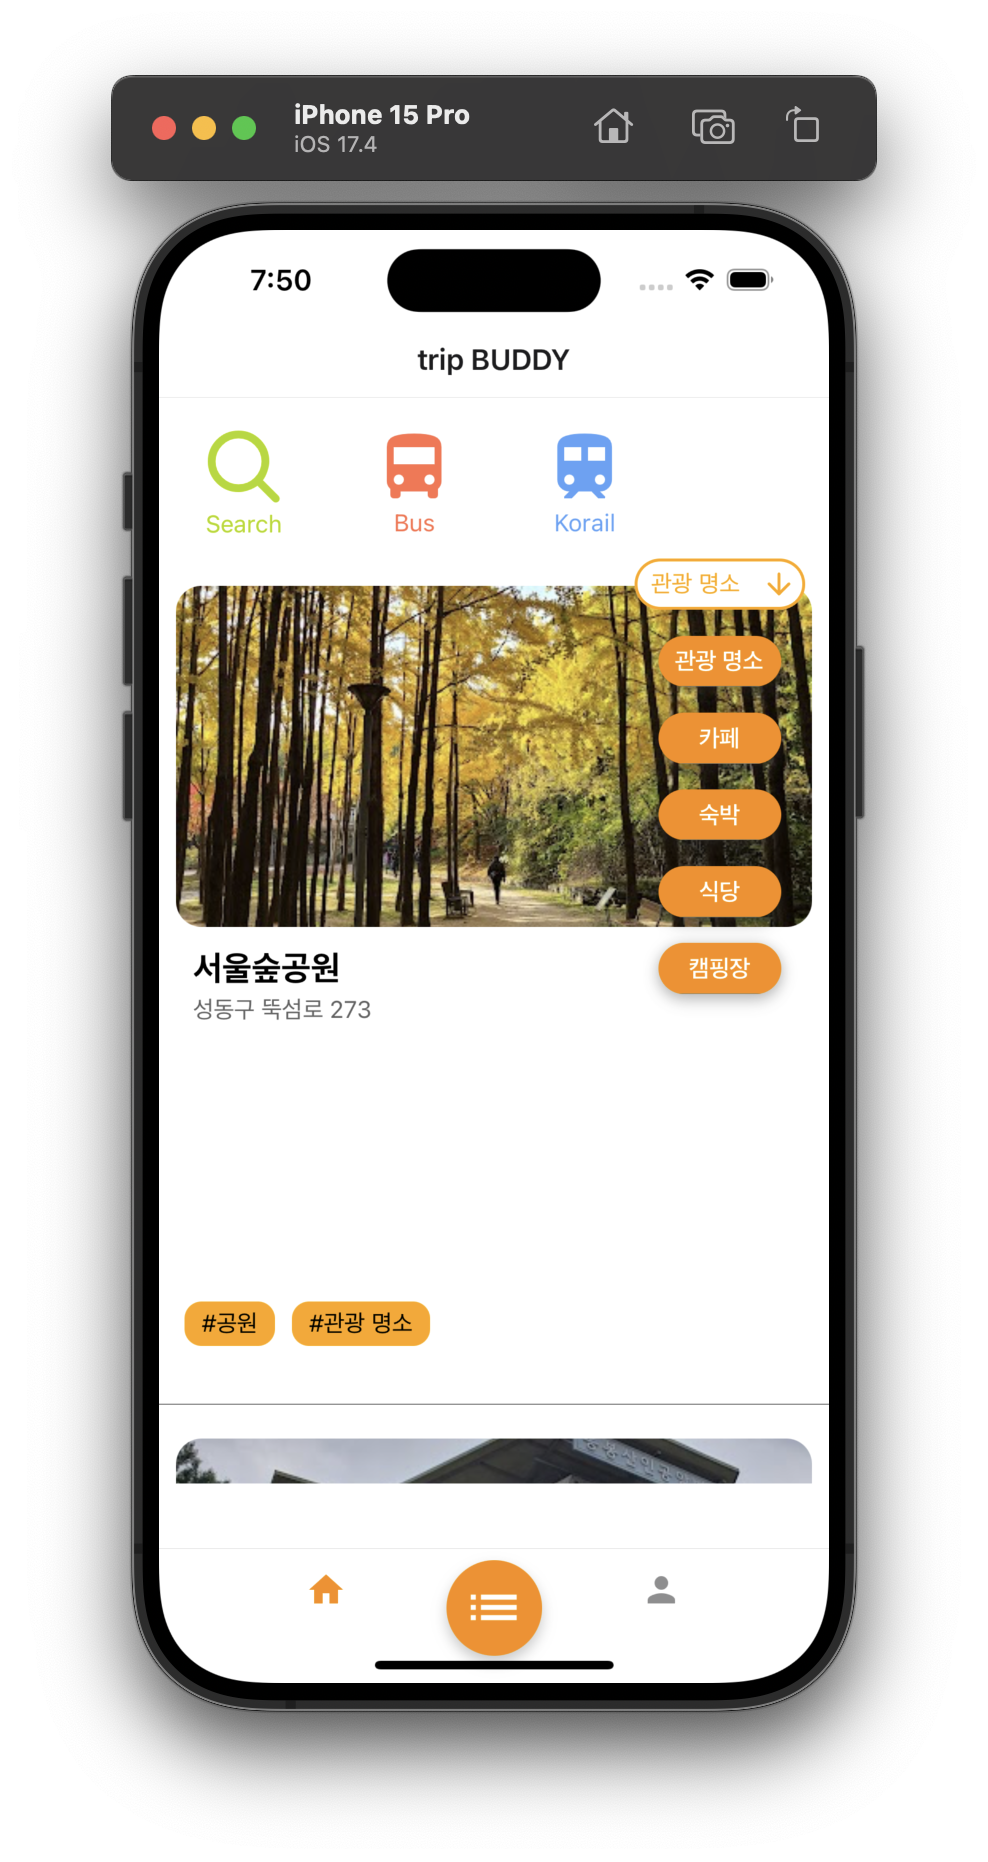 iPhone 15 Pro
iOS 17.4
7:50
trip BUDDY
Search
Bus
Korail
관광 명소
관광 명소
카페
숙박
식당
캠핑장
서울숲공원
성동구 뚝섬로 273
#공원
#관광 명소